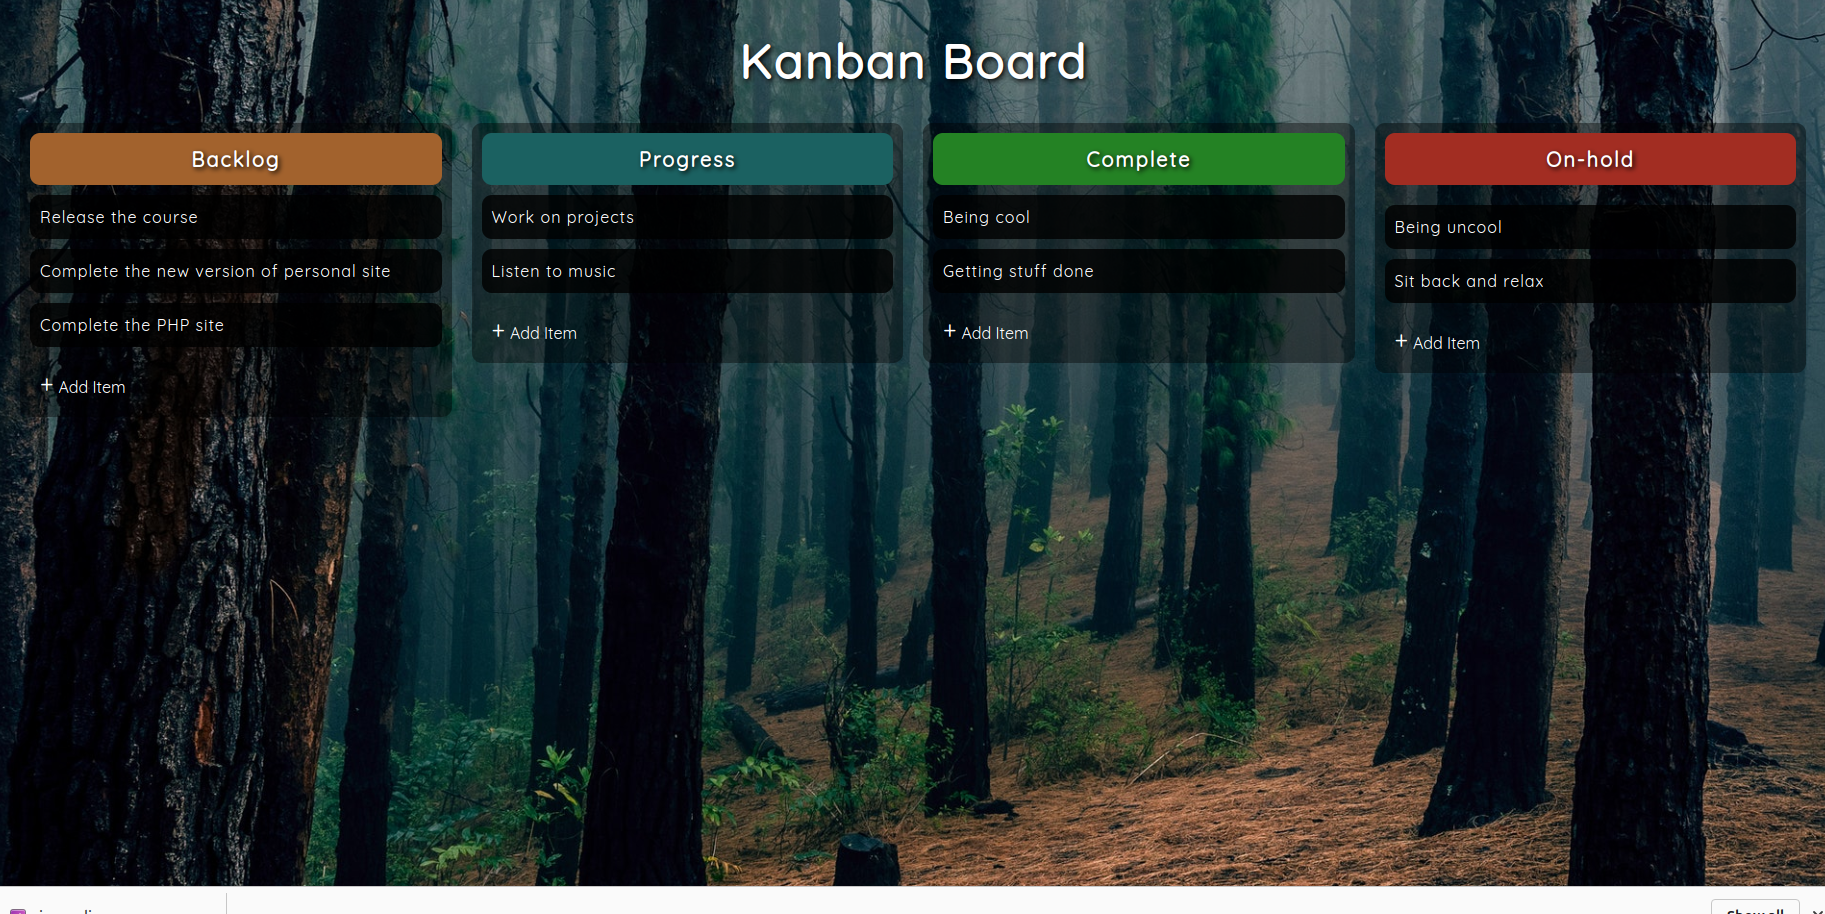 Kanban Board
Backlog
Release the course
Complete the new version of personal site
Complete the PHP site
+ Add Item
Progress
Work on projects
Listen to music
+ Add Item
Complete
Being cool
Getting stuff done
+ Add Item
On-hold
Being uncool
Sit back and relax
+ Add Item
Show all